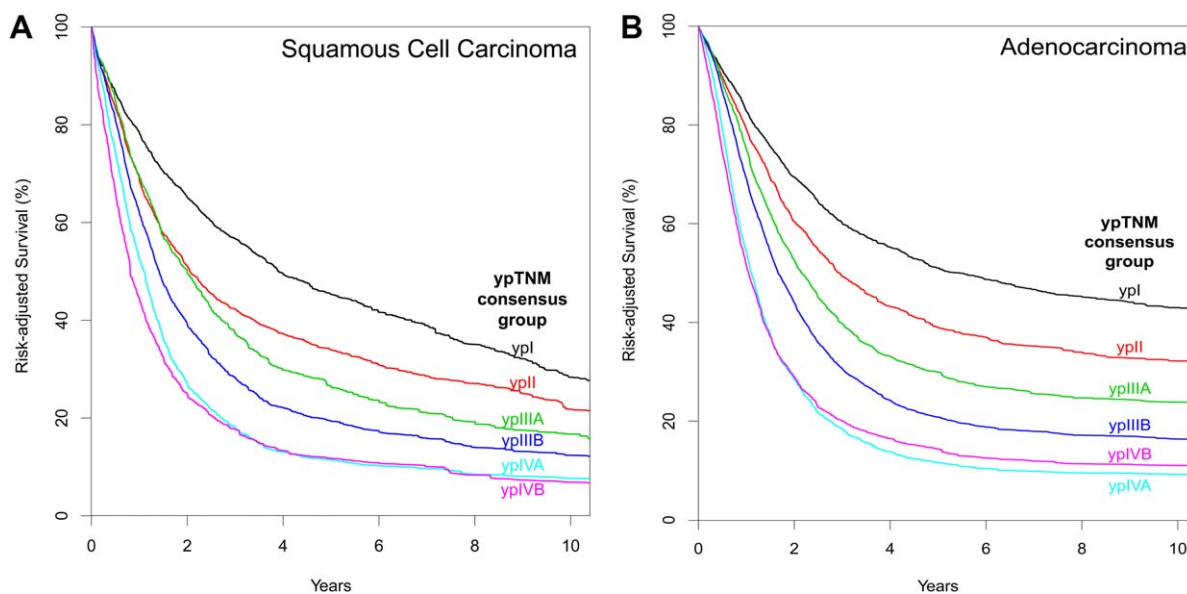 A
Squamous Cell Carcinoma
Risk-adjusted Survival (%)
100
80
60
40
20
0
ypTNM
consensus
group
ypI
ypII
ypIIIA
ypIIIB
ypIVA
ypIVB
0 2 4 6 8 10
Years
B
Adenocarcinoma
Risk-adjusted Survival (%)
100
80
60
40
20
0
ypTNM
consensus
group
ypI
ypII
ypIIIA
ypIIIB
ypIVB
ypIVA
0 2 4 6 8 10
Years